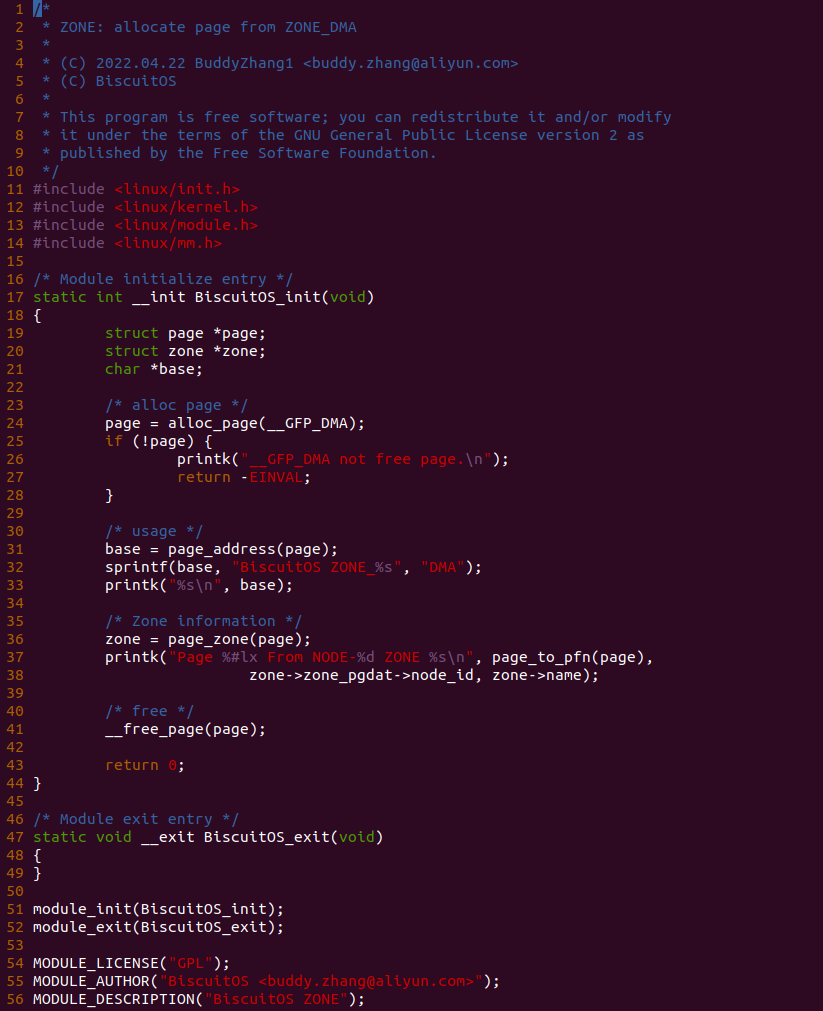 1 /*
2  * ZONE: allocate page from ZONE_DMA
3  *
4  * (C) 2022.04.22 BuddyZhang1 <buddy.zhang@aliyun.com>
5  * (C) BiscuitOS
6  *
7  * This program is free software; you can redistribute it and/or modify
8  * it under the terms of the GNU General Public License version 2 as
9  * published by the Free Software Foundation.
10  */
11 #include <linux/init.h>
12 #include <linux/kernel.h>
13 #include <linux/module.h>
14 #include <linux/mm.h>
15
16 /* Module initialize entry */
17 static int __init BiscuitOS_init(void)
18 {
19         struct page *page;
20         struct zone *zone;
21         char *base;
22
23         /* alloc page */
24         page = alloc_page(__GFP_DMA);
25         if (!page) {
26                 printk("__GFP_DMA not free page.\n");
27                 return -EINVAL;
28         }
29
30         /* usage */
31         base = page_address(page);
32         sprintf(base, "BiscuitOS ZONE_%s", "DMA");
33         printk("%s\n", base);
34
35         /* Zone information */
36         zone = page_zone(page);
37         printk("Page %#lx From NODE-%d ZONE %s\n", page_to_pfn(page),
38                         zone->zone_pgdat->node_id, zone->name);
39
40         /* free */
41         __free_page(page);
42
43         return 0;
44 }
45
46 /* Module exit entry */
47 static void __exit BiscuitOS_exit(void)
48 {
49 }
50
51 module_init(BiscuitOS_init);
52 module_exit(BiscuitOS_exit);
53
54 MODULE_LICENSE("GPL");
55 MODULE_AUTHOR("BiscuitOS <buddy.zhang@aliyun.com>");
56 MODULE_DESCRIPTION("BiscuitOS ZONE");